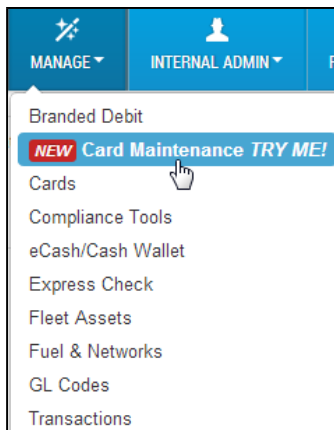 MANAGE INTERNAL ADMIN
Branded Debit
NEW Card Maintenance TRY ME!
Cards
Compliance Tools
eCash/Cash Wallet
Express Check
Fleet Assets
Fuel & Networks
GL Codes
Transactions